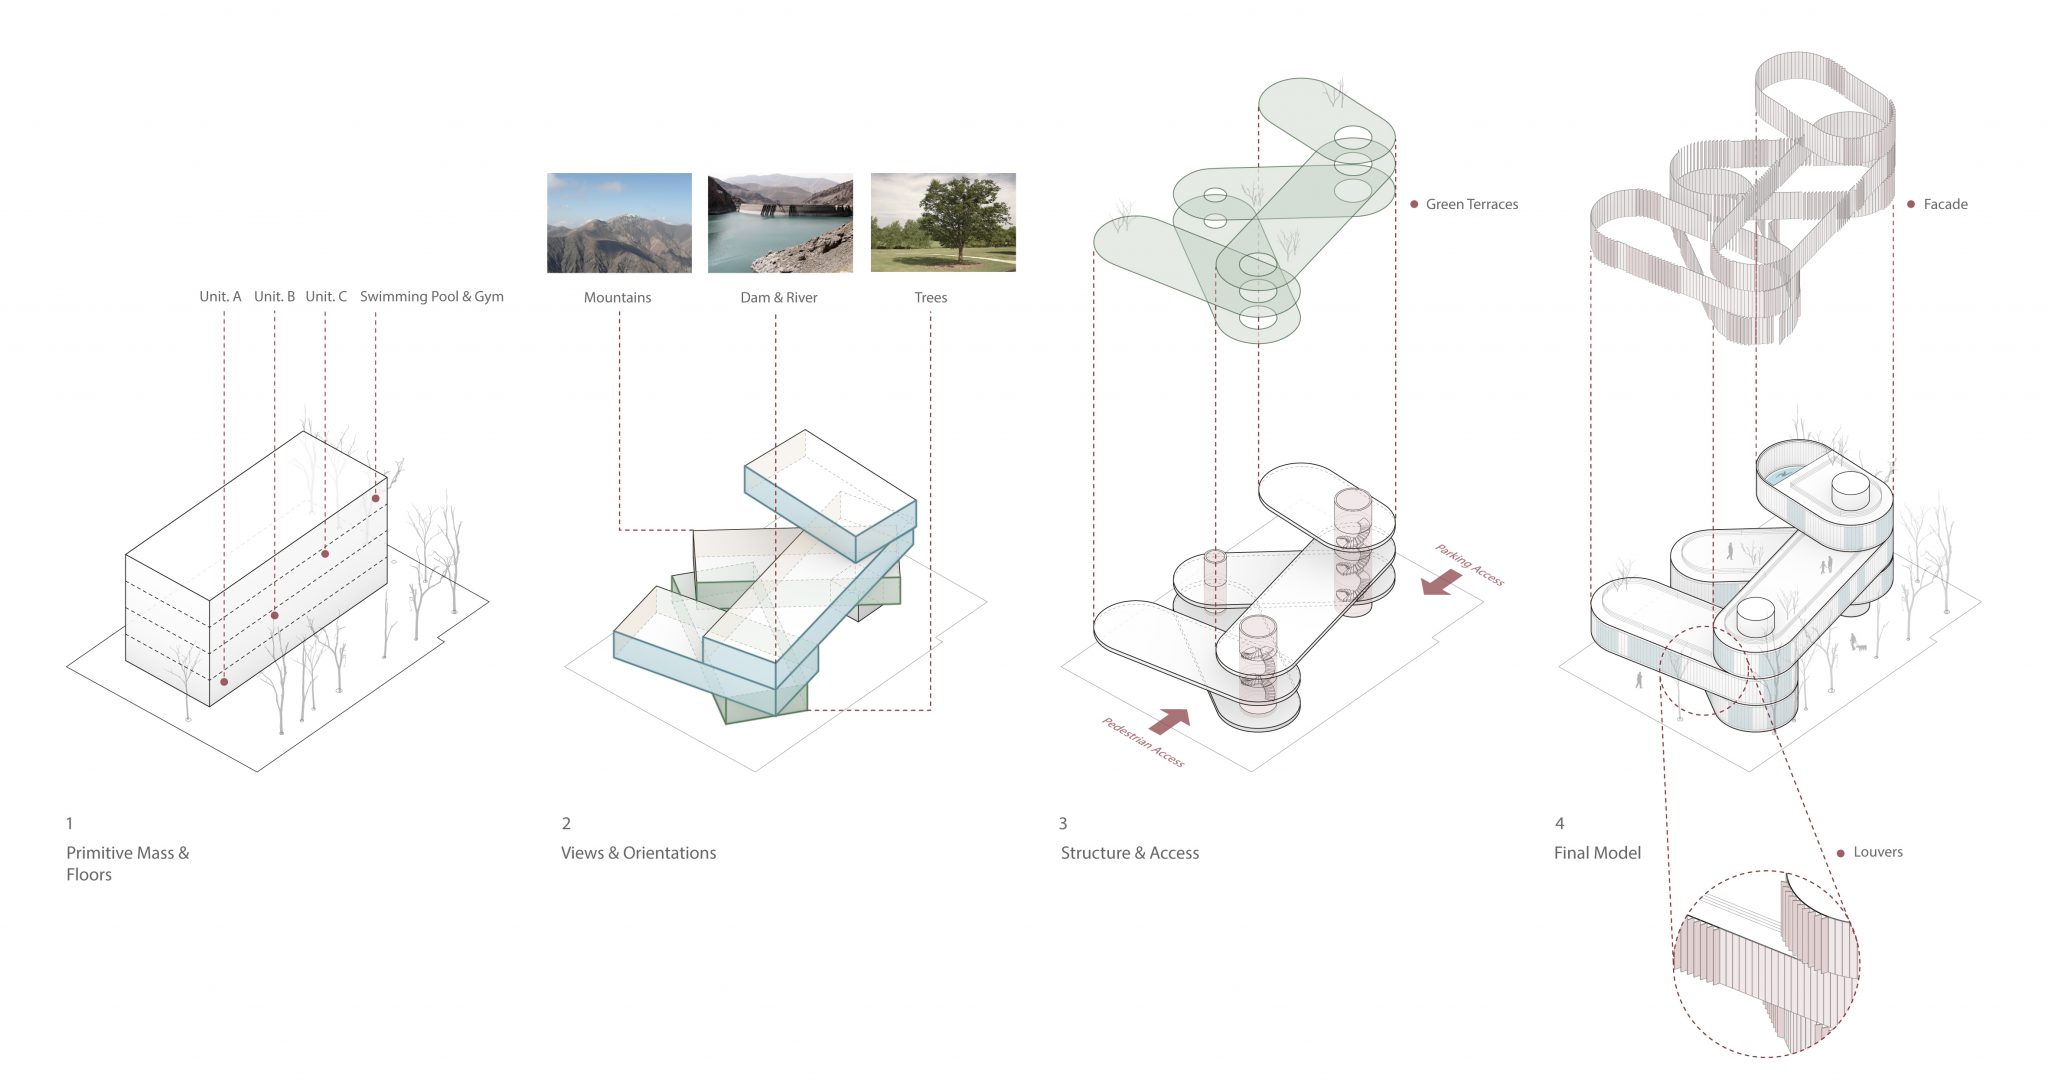 Unit. A
Unit. B
Unit. C
Swimming Pool & Gym
1
Primitive Mass &
Floors
Mountains
Dam & River
Trees
2
Views & Orientations
Green Terraces
Parking Access
Pedestrian Access
3
Structure & Access
Facade
4
Final Model
Louvers